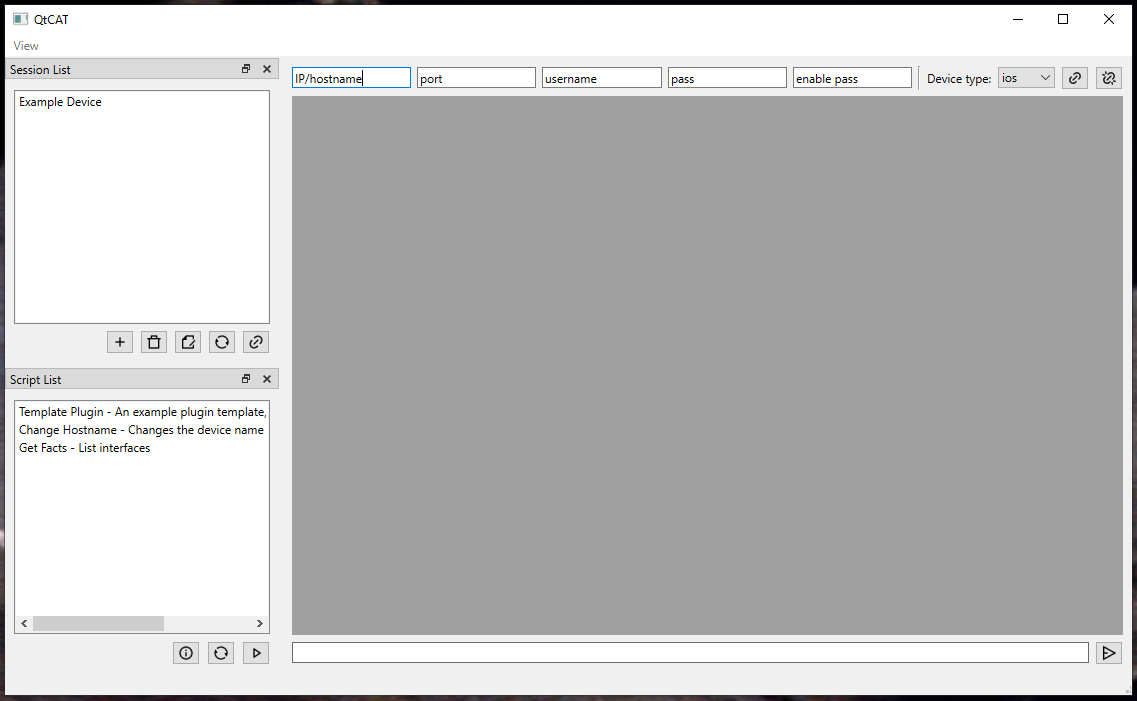 QtCAT
View
Session List
IP/hostname port username pass enable pass Device type: ios
Example Device
Script List
Template Plugin - An example plugin template,
Change Hostname - Changes the device name
Get Facts - List interfaces